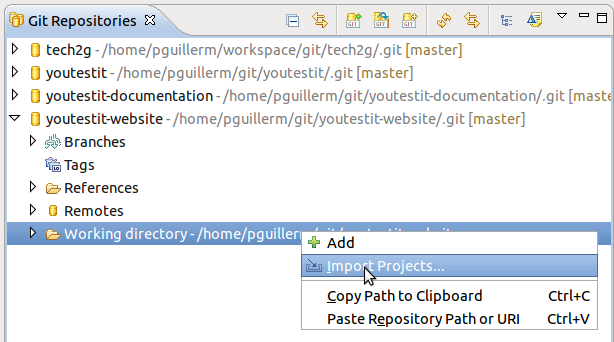 Git Repositories
tech2g - /home/pguillerm/workspace/git/tech2g/.git [master]
youtestit - /home/pguillerm/git/youtestit/.git [master]
youtestit-documentation - /home/pguillerm/git/youtestit-documentation/.git [master]
youtestit-website - /home/pguillerm/git/youtestit-website/.git [master]
Branches
Tags
References
Remotes
Working directory - /home/pguillerm/
Add
Import Projects...
Copy Path to Clipboard Ctrl+C
Paste Repository Path or URI Ctrl+V